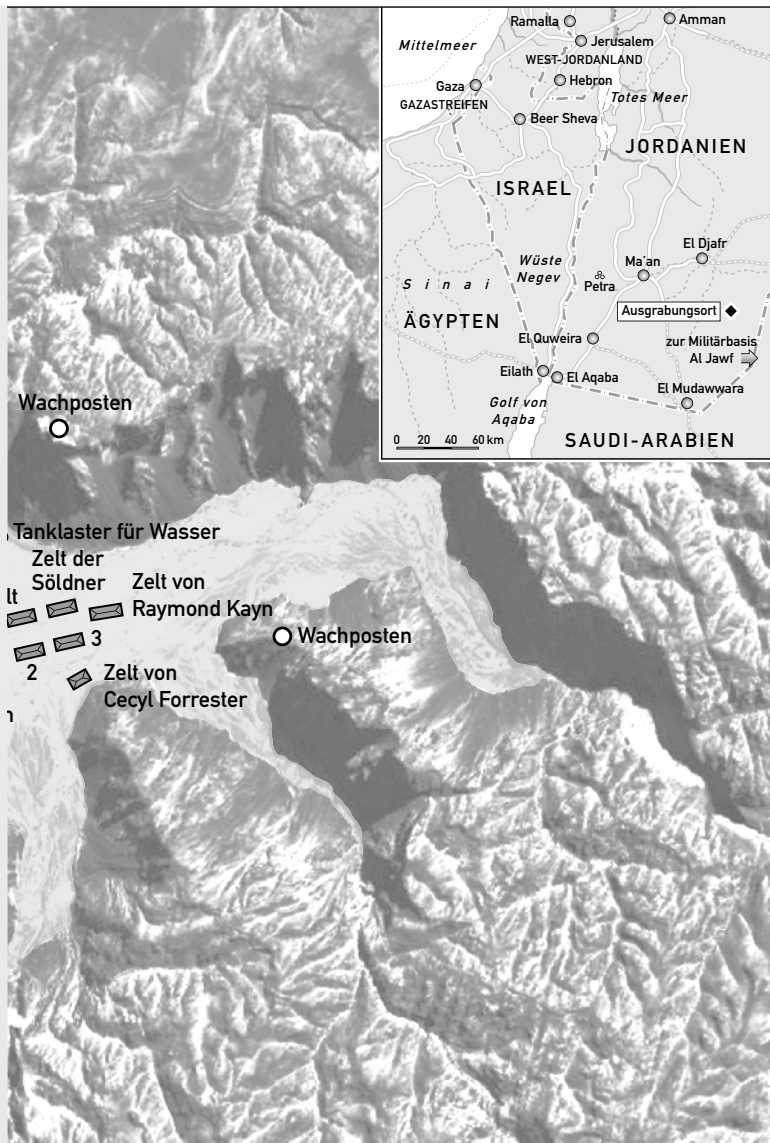 Ramalla
Amman
Mittelmeer
Jerusalem
WEST-JORDANLAND
Hebron
Gaza
GAZASTREIFEN
Totes Meer
Beer Sheva
JORDANIEN
ISRAEL
El Djafr
Wüste
Negev
Ma'an
Sinai
Petra
Ausgrabungsort
ÄGYPTEN
El Quweira
zur Militärbasis
Al Jawf
Eilath
El Aqaba
El Mudawwara
Golf von
Aqaba
0 20 40 60 km
SAUDI-ARABIEN
Wachposten
Tanklaster für Wasser
Zelt der
Söldner
Zelt von
Raymond Kayn
lt
Wachposten
3
2
Zelt von
Cecyl Forrester